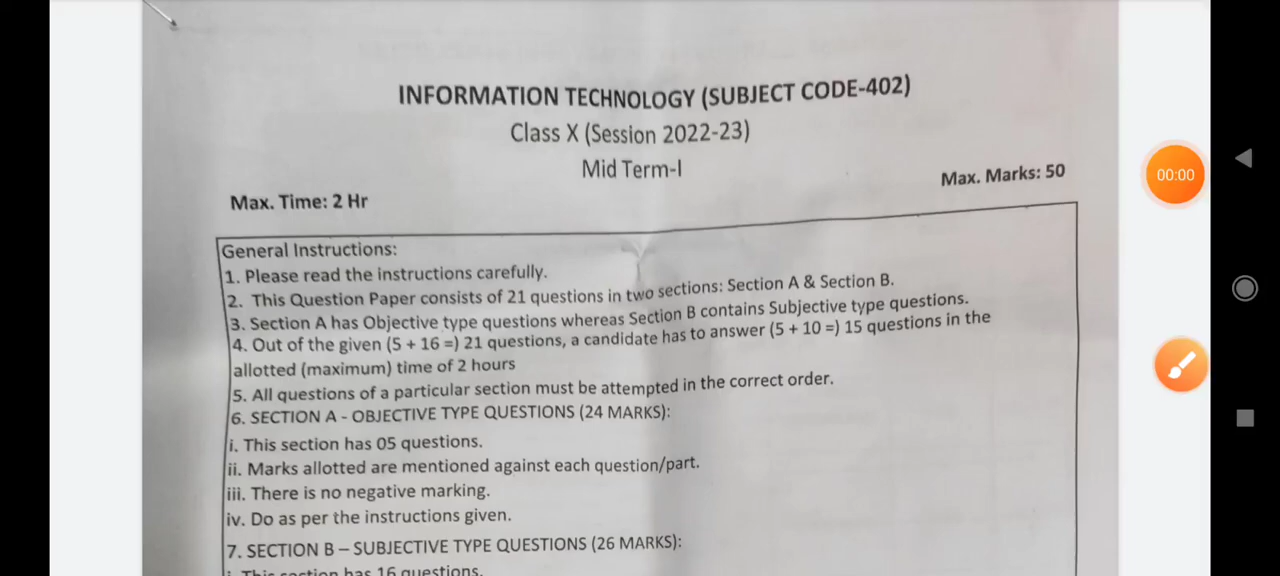 INFORMATION TECHNOLOGY (SUBJECT CODE-402)
Class X (Session 2022-23)
Mid Term-I
Max. Time: 2 Hr
Max. Marks: 50
General Instructions:
1. Please read the instructions carefully.
2. This Question Paper consists of 21 questions in two sections: Section A & Section B.
3. Section A has Objective type questions whereas Section B contains Subjective type questions.
4. Out of the given (5 + 16 =) 21 questions, a candidate has to answer (5 + 10 =) 15 questions in the
allotted (maximum) time of 2 hours
5. All questions of a particular section must be attempted in the correct order.
6. SECTION A - OBJECTIVE TYPE QUESTIONS (24 MARKS):
i. This section has 05 questions.
ii. Marks allotted are mentioned against each question/part.
iii. There is no negative marking.
iv. Do as per the instructions given.
7. SECTION B – SUBJECTIVE TYPE QUESTIONS (26 MARKS):
i. This section has 16 questions.
00:00